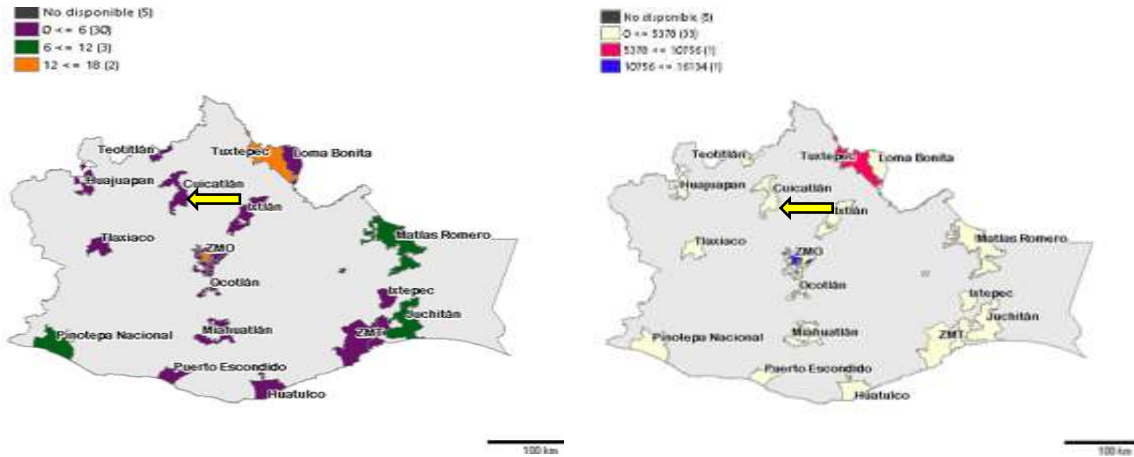 No disponible (5)
0 <= 6 (30)
6 <= 12 (3)
12 <= 18 (2)
Teotitlán
Tuxtepec
Loma Bonita
Huajuapan
Cuicatlán
Ixtlán
Tlaxiaco
ZMO
Matías Romero
Ocotlán
Ixtepec
Juchitán
Pinotepa Nacional
Miahuatlán
ZMT
Puerto Escondido
Huatulco
100 km
No disponible (5)
0 <= 5378 (33)
5378 <= 10756 (1)
10756 <= 16134 (1)
Teotitlán
Tuxtepec
Loma Bonita
Huajuapan
Cuicatlán
Ixtlán
Tlaxiaco
ZMO
Matías Romero
Ocotlán
Ixtepec
Juchitán
Pinotepa Nacional
Miahuatlán
ZMT
Puerto Escondido
Huatulco
100 km